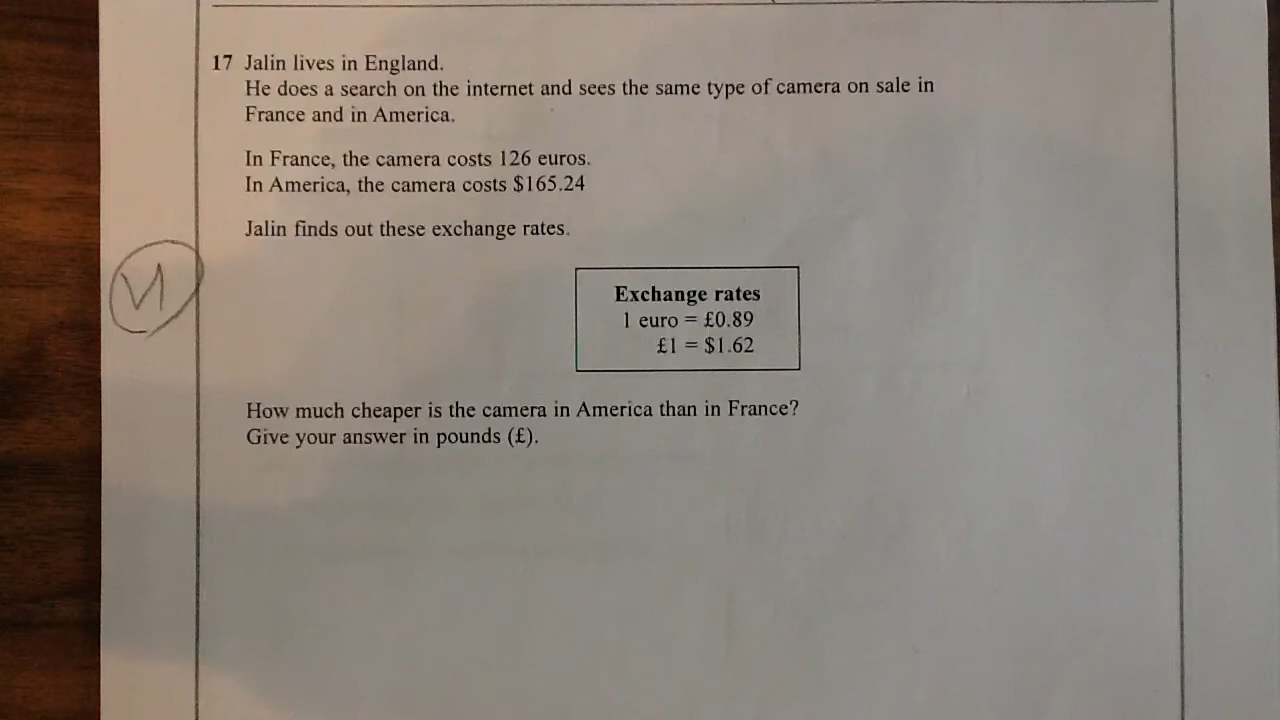 17 Jalin lives in England.
He does a search on the internet and sees the same type of camera on sale in
France and in America.
In France, the camera costs 126 euros.
In America, the camera costs $165.24
Jalin finds out these exchange rates.
Exchange rates
1 euro = £0.89
£1 = $1.62
How much cheaper is the camera in America than in France?
Give your answer in pounds (£).